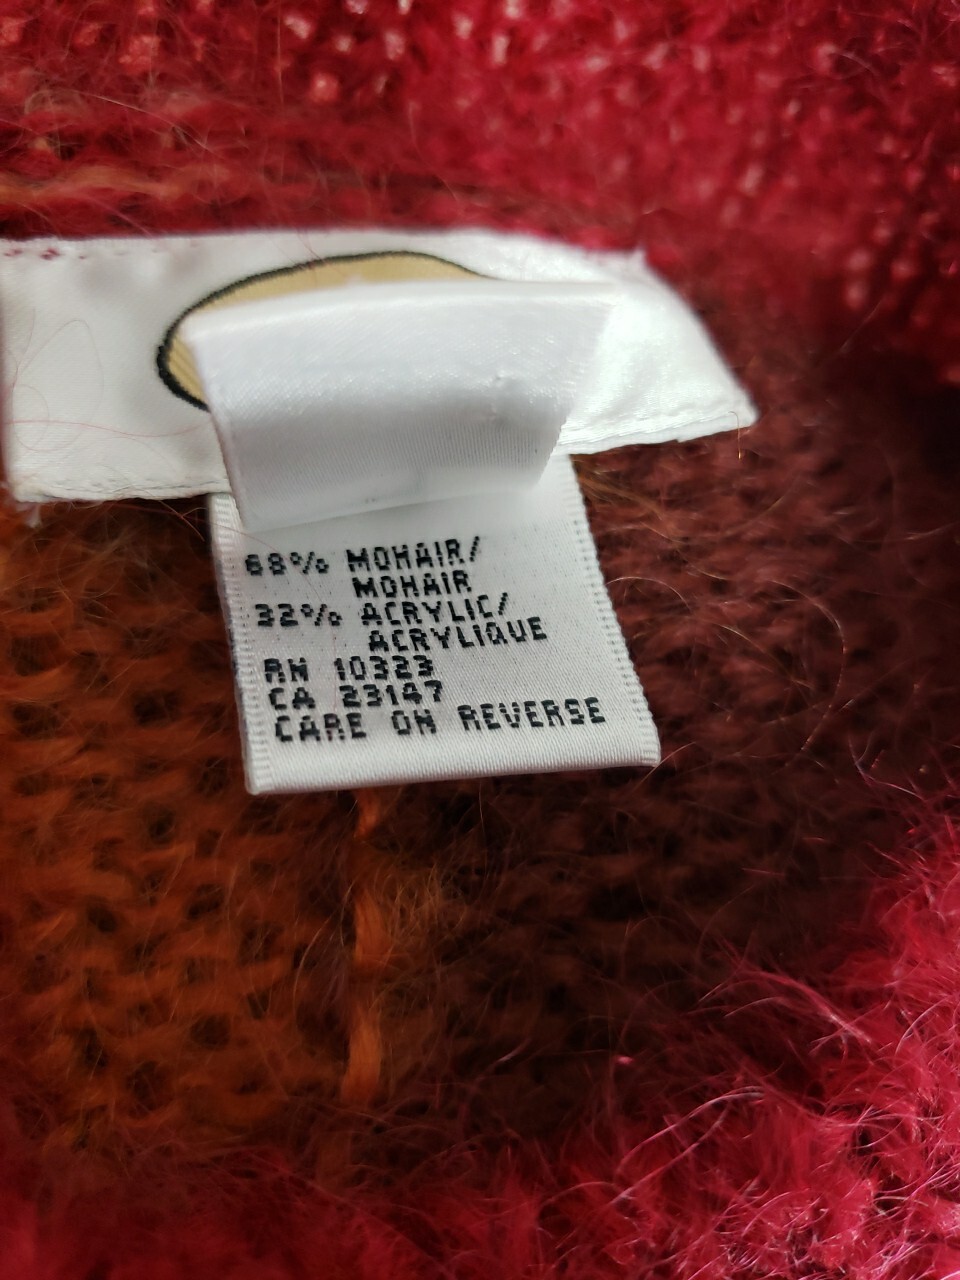 68% MOHAIR/
MOHAIR
32% ACRYLIC/
ACRYLIQUE
RN 10323
CA 23147
CARE ON REVERSE